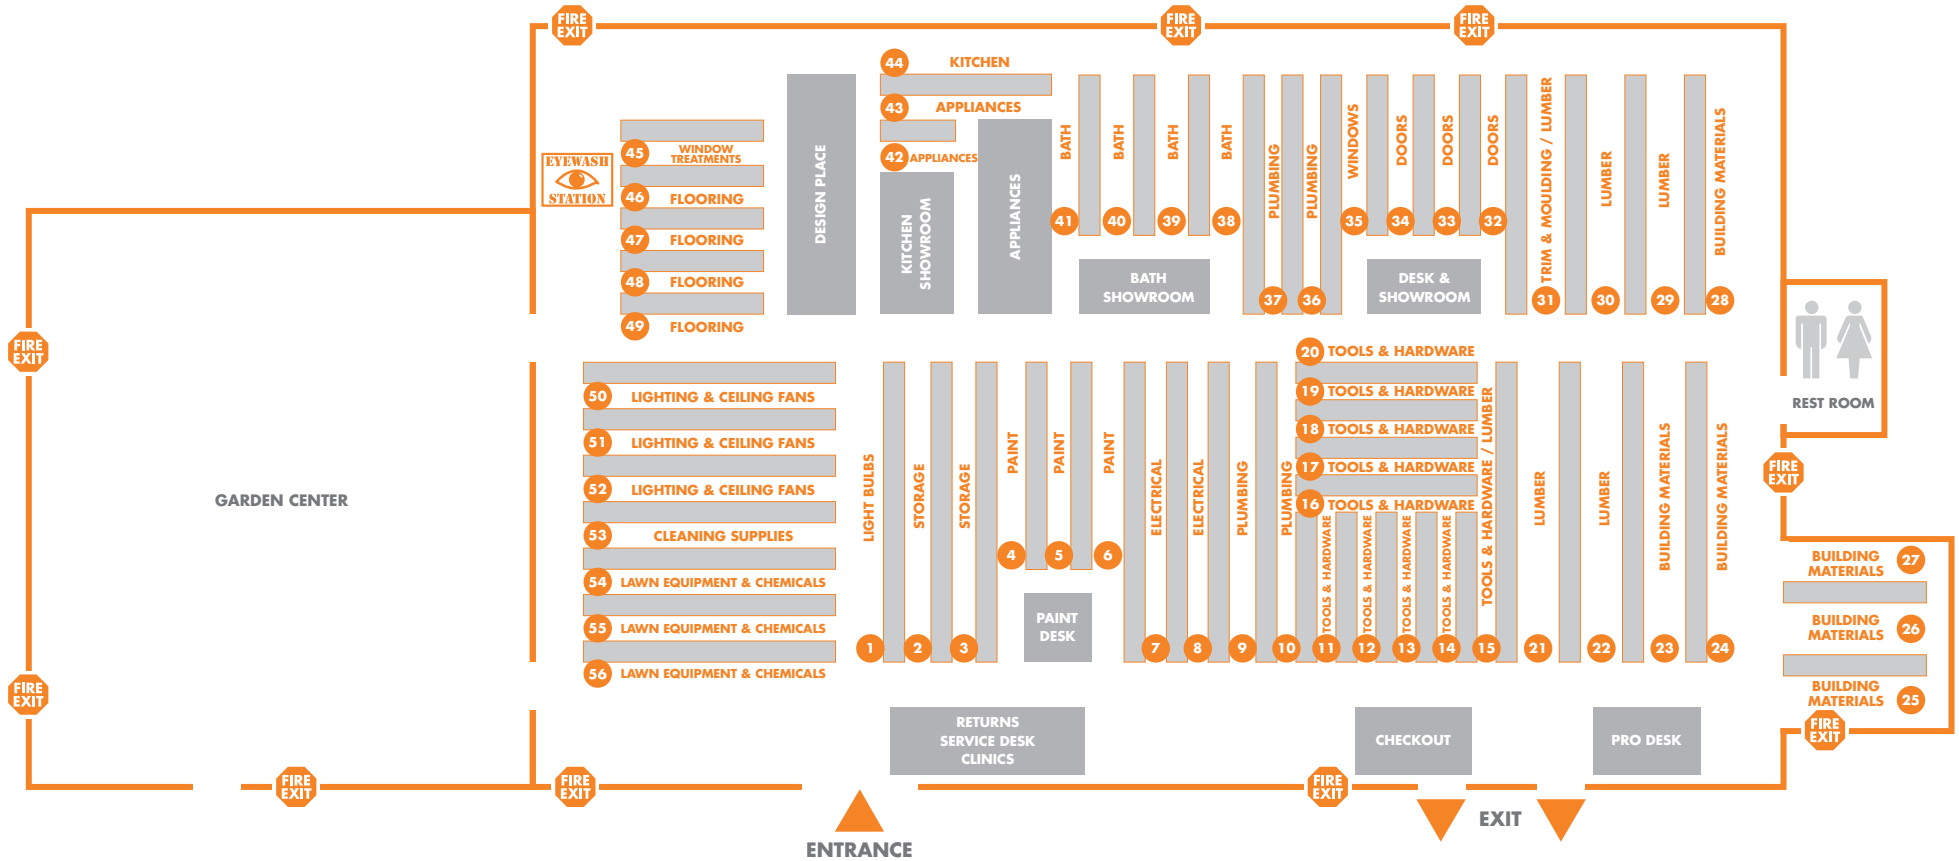 FIRE
EXIT
FIRE
EXIT
FIRE
EXIT
44 KITCHEN
43 APPLIANCES
42 APPLIANCES
EYEWASH
STATION
45 WINDOW
TREATMENTS
46 FLOORING
47 FLOORING
48 FLOORING
49 FLOORING
DESIGN PLACE
KITCHEN
SHOWROOM
APPLIANCES
BATH
41
BATH
40
BATH
39
BATH
38
BATH
SHOWROOM
PLUMBING
37
PLUMBING
36
WINDOWS
35
DOORS
34
DOORS
33
DOORS
32
DESK &
SHOWROOM
TRIM & MOULDING / LUMBER
31
LUMBER
30
LUMBER
29
BUILDING MATERIALS
28
REST ROOM
FIRE
EXIT
FIRE
EXIT
GARDEN CENTER
50 LIGHTING & CEILING FANS
51 LIGHTING & CEILING FANS
52 LIGHTING & CEILING FANS
53 CLEANING SUPPLIES
54 LAWN EQUIPMENT & CHEMICALS
55 LAWN EQUIPMENT & CHEMICALS
56 LAWN EQUIPMENT & CHEMICALS
LIGHT BULBS
1
STORAGE
2
STORAGE
3
PAINT
4
PAINT
5
PAINT
6
PAINT
DESK
ELECTRICAL
7
ELECTRICAL
8
PLUMBING
9
PLUMBING
10
20 TOOLS & HARDWARE
19 TOOLS & HARDWARE
18 TOOLS & HARDWARE
17 TOOLS & HARDWARE
16 TOOLS & HARDWARE
TOOLS & HARDWARE
11
TOOLS & HARDWARE
12
TOOLS & HARDWARE
13
TOOLS & HARDWARE
14
TOOLS & HARDWARE / LUMBER
15
LUMBER
21
LUMBER
22
BUILDING MATERIALS
23
BUILDING MATERIALS
24
FIRE
EXIT
BUILDING
MATERIALS 27
BUILDING
MATERIALS 26
BUILDING
MATERIALS 25
FIRE
EXIT
RETURNS
SERVICE DESK
CLINICS
CHECKOUT
PRO DESK
FIRE
EXIT
FIRE
EXIT
FIRE
EXIT
ENTRANCE
EXIT